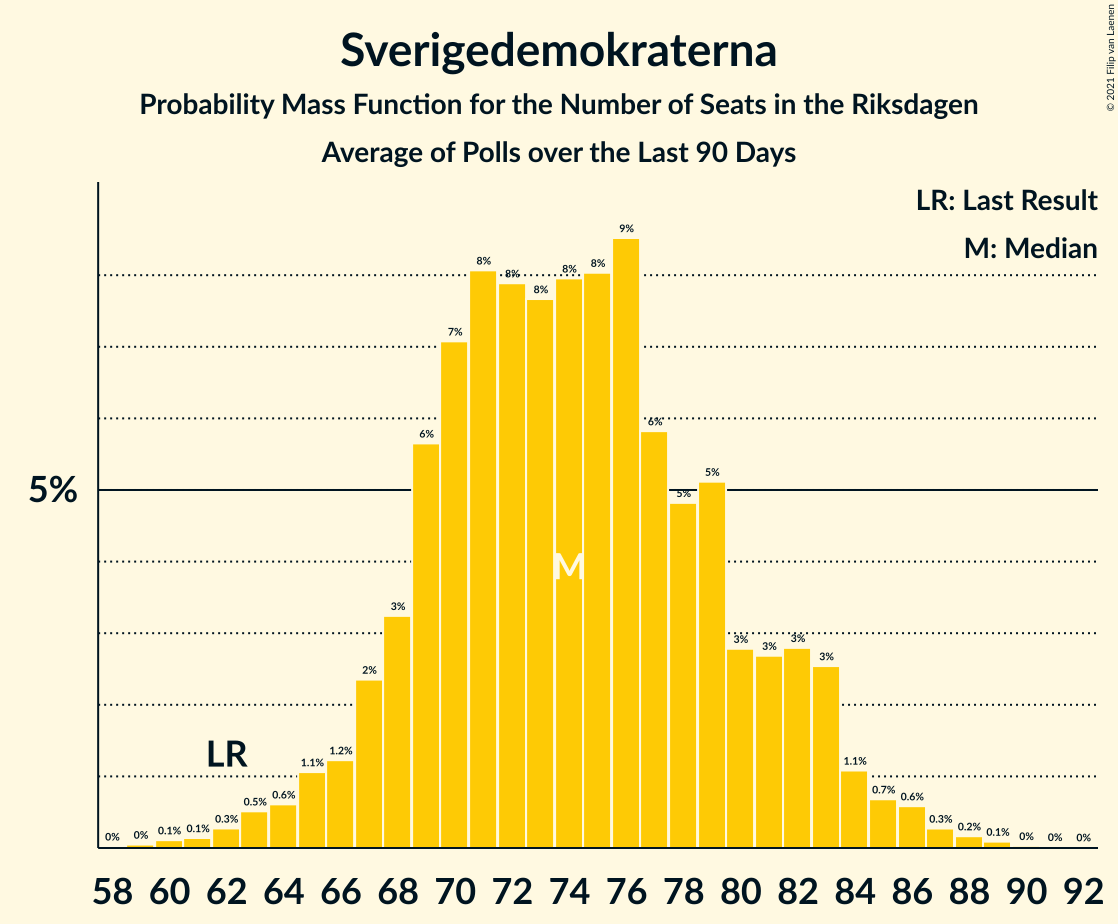 Sverigedemokraterna
Probability Mass Function for the Number of Seats in the Riksdagen
Average of Polls over the Last 90 Days
© 2021 Filip van Laenen
LR: Last Result
M: Median
5%
LR
M
0% 0% 0.1% 0.1% 0.3% 0.5% 0.6% 1.1% 1.2% 2% 3% 6% 7% 8% 8% 8% 8% 8% 9% 6% 5% 5% 3% 3% 3% 3% 1.1% 0.7% 0.6% 0.3% 0.2% 0.1% 0% 0% 0%
58 60 62 64 66 68 70 72 74 76 78 80 82 84 86 88 90 92